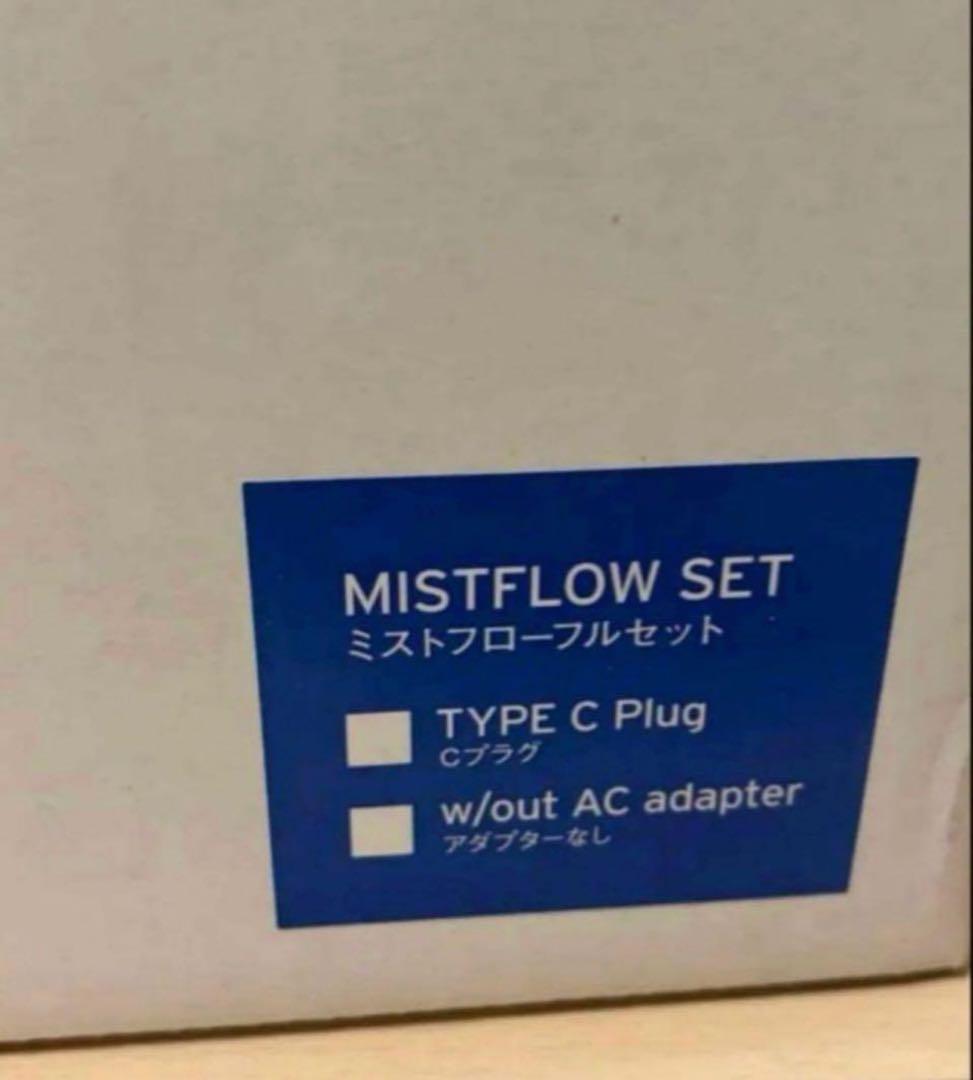 MISTFLOW SET
ミストフローフルセット
TYPE C Plug
Cプラグ
w/out AC adapter
アダプターなし